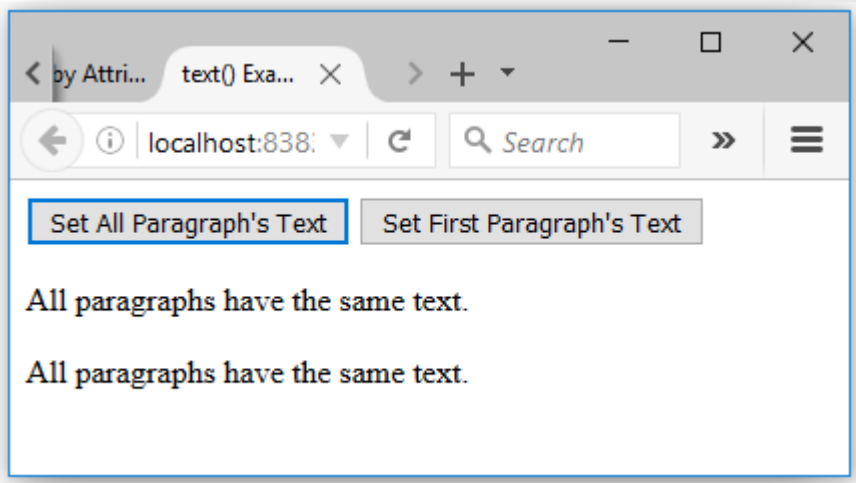 by Attri... text() Exa...
localhost:838 Search
Set All Paragraph's Text Set First Paragraph's Text
All paragraphs have the same text.
All paragraphs have the same text.